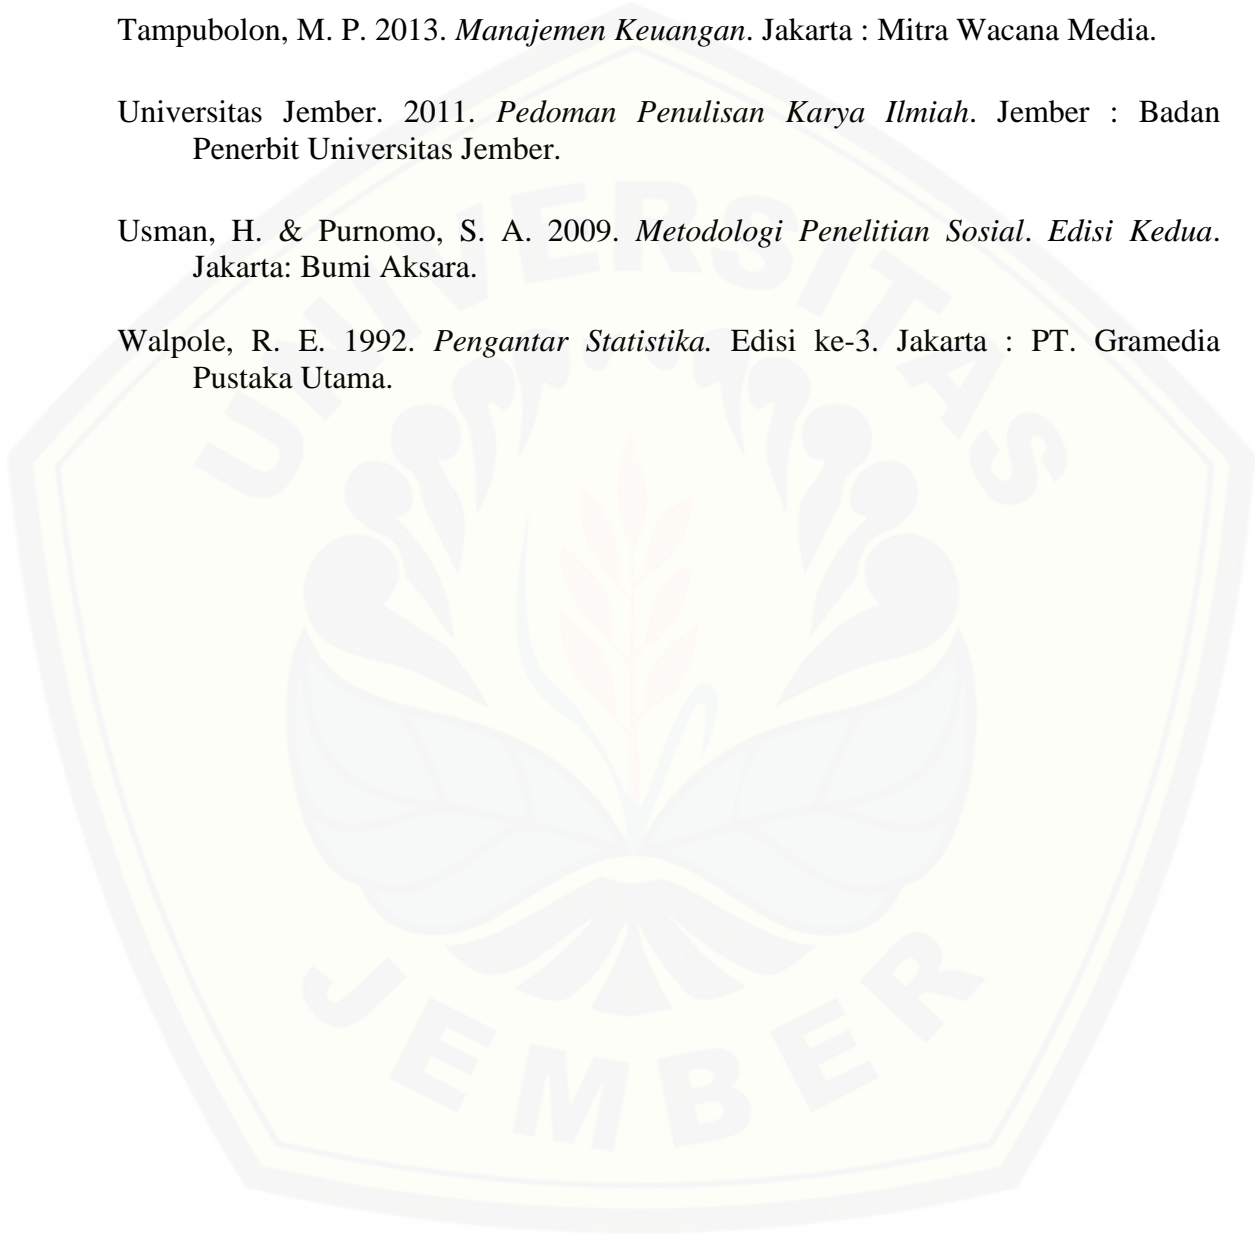 Tampubolon, M. P. 2013. Manajemen Keuangan. Jakarta : Mitra Wacana Media.
Universitas Jember. 2011. Pedoman Penulisan Karya Ilmiah. Jember : Badan
Penerbit Universitas Jember.
Usman, H. & Purnomo, S. A. 2009. Metodologi Penelitian Sosial. Edisi Kedua.
Jakarta: Bumi Aksara.
Walpole, R. E. 1992. Pengantar Statistika. Edisi ke-3. Jakarta : PT. Gramedia
Pustaka Utama.
UNIVERSITAS
JEMBER